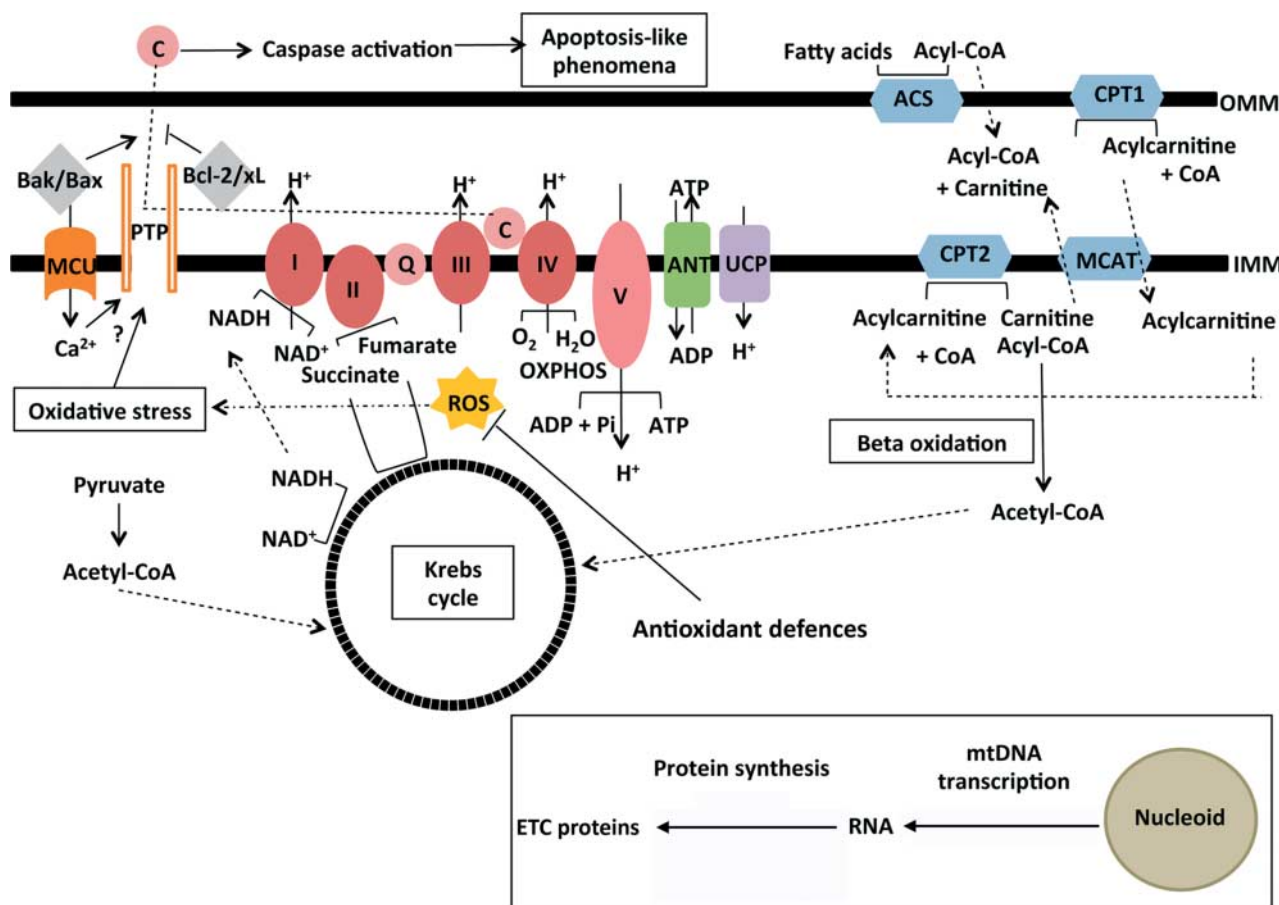 C
Caspase activation
Apoptosis-like
phenomena
Fatty acids
Acyl-CoA
ACS
CPT1
OMM
Bak/Bax
Bcl-2/xL
Acyl-CoA
+ Carnitine
Acylcarnitine
+ CoA
H⁺
H⁺
H⁺
ATP
PTP
MCU
I
II
Q
III
C
IV
V
ANT
UCP
CPT2
MCAT
IMM
Ca²⁺
?
NADH
NAD⁺
Fumarate
Succinate
O₂
H₂O
OXPHOS
ADP
H⁺
Acylcarnitine
+ CoA
Carnitine
Acyl-CoA
Acylcarnitine
Oxidative stress
ROS
ADP + Pi
ATP
H⁺
Beta oxidation
Pyruvate
Acetyl-CoA
NADH
NAD⁺
Krebs
cycle
Acetyl-CoA
Antioxidant defences
Protein synthesis
mtDNA
transcription
ETC proteins
RNA
Nucleoid